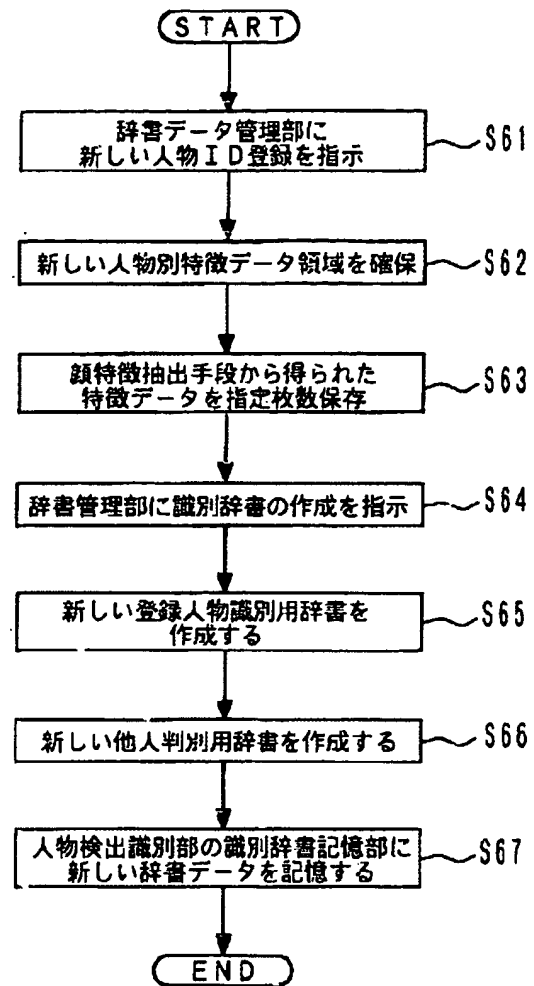 START
辞書データ管理部に
新しい人物ID登録を指示
S61
新しい人物別特徴データ領域を確保
S62
顔特徴抽出手段から得られた
特徴データを指定枚数保存
S63
辞書管理部に識別辞書の作成を指示
S64
新しい登録人物識別用辞書を
作成する
S65
新しい他人判別用辞書を作成する
S66
人物検出識別部の識別辞書記憶部に
新しい辞書データを記憶する
S67
END